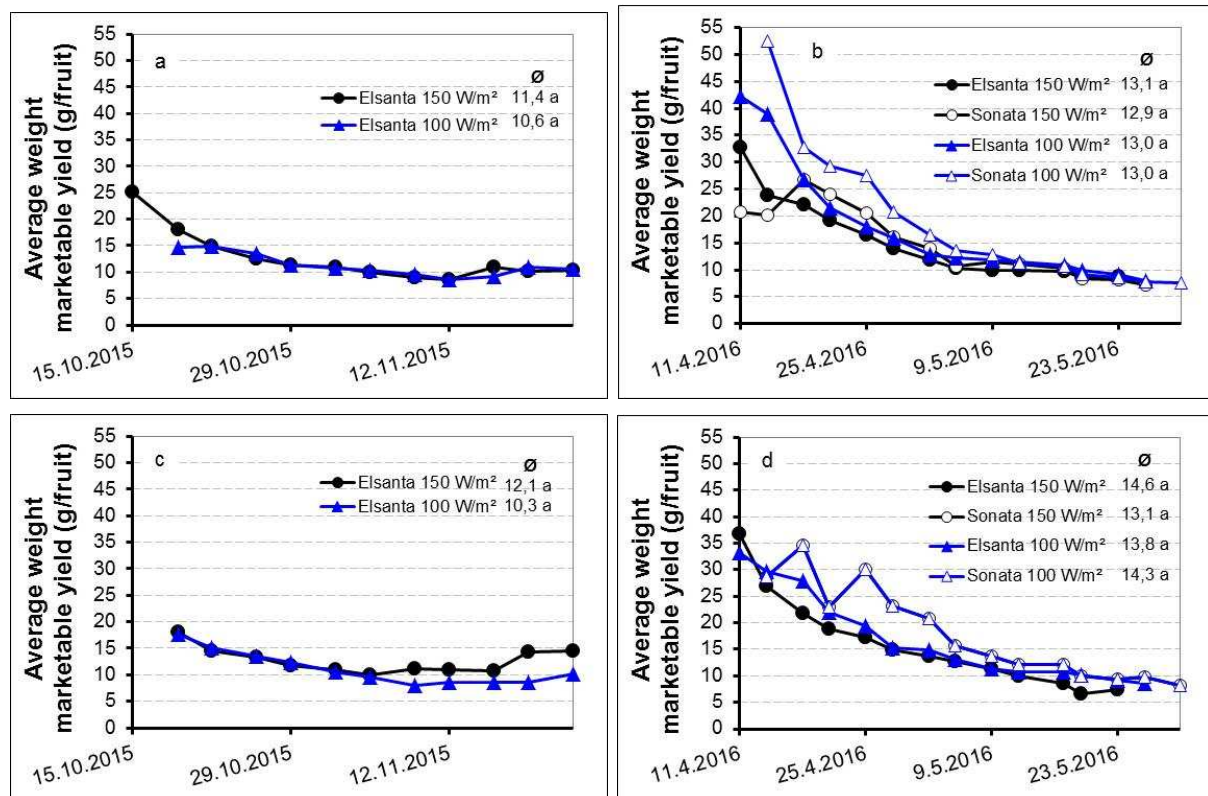 Average weight
marketable yield (g/fruit)
55
50
45
40
35
30
25
20
15
10
5
0
a
ø
Elsanta 150 W/m² 11,4 a
Elsanta 100 W/m² 10,6 a
15.10.2015
29.10.2015
12.11.2015
Average weight
marketable yield (g/fruit)
55
50
45
40
35
30
25
20
15
10
5
0
b
ø
Elsanta 150 W/m² 13,1 a
Sonata 150 W/m² 12,9 a
Elsanta 100 W/m² 13,0 a
Sonata 100 W/m² 13,0 a
11.4.2016
25.4.2016
9.5.2016
23.5.2016
Average weight
marketable yield (g/fruit)
55
50
45
40
35
30
25
20
15
10
5
0
c
ø
Elsanta 150 W/m² 12,1 a
Elsanta 100 W/m² 10,3 a
15.10.2015
29.10.2015
12.11.2015
Average weight
marketable yield (g/fruit)
55
50
45
40
35
30
25
20
15
10
5
0
d
ø
Elsanta 150 W/m² 14,6 a
Sonata 150 W/m² 13,1 a
Elsanta 100 W/m² 13,8 a
Sonata 100 W/m² 14,3 a
11.4.2016
25.4.2016
9.5.2016
23.5.2016